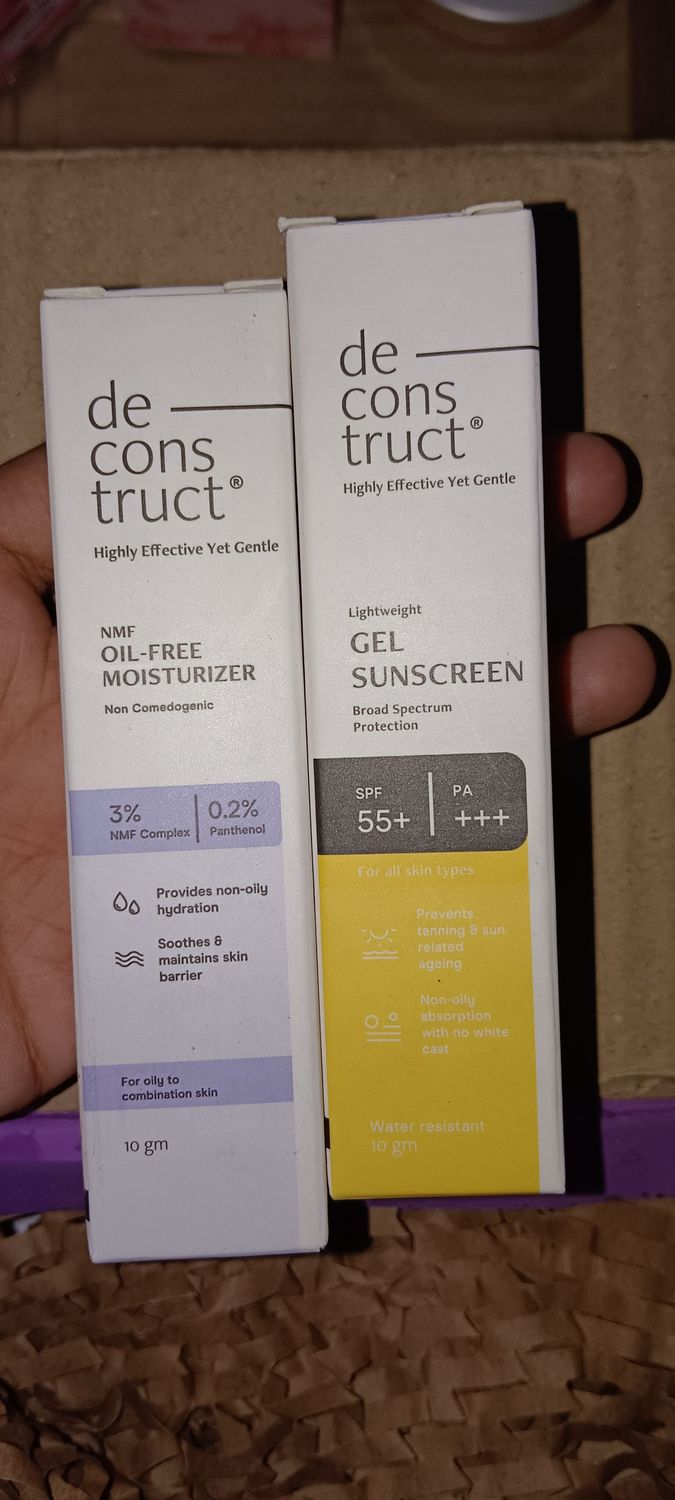 de
cons
truct®
Highly Effective Yet Gentle
NMF
OIL-FREE
MOISTURIZER
Non Comedogenic
3%
NMF Complex
0.2%
Panthenol
Provides non-oily
hydration
Soothes &
maintains skin
barrier
For oily to
combination skin
10 gm
de
cons
truct®
Highly Effective Yet Gentle
Lightweight
GEL
SUNSCREEN
Broad Spectrum
Protection
SPF
55+
PA
+++
For all skin types
Prevents
tanning & sun
related
ageing
Non-oily
absorption
with no white
cast
Water resistant
10 gm